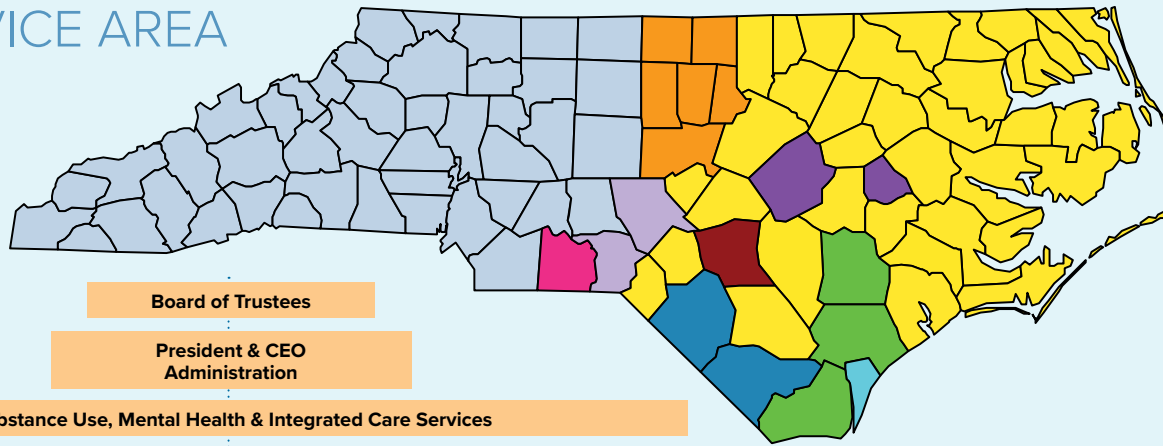 VICE AREA
Board of Trustees
President & CEO
Administration
bstance Use, Mental Health & Integrated Care Services